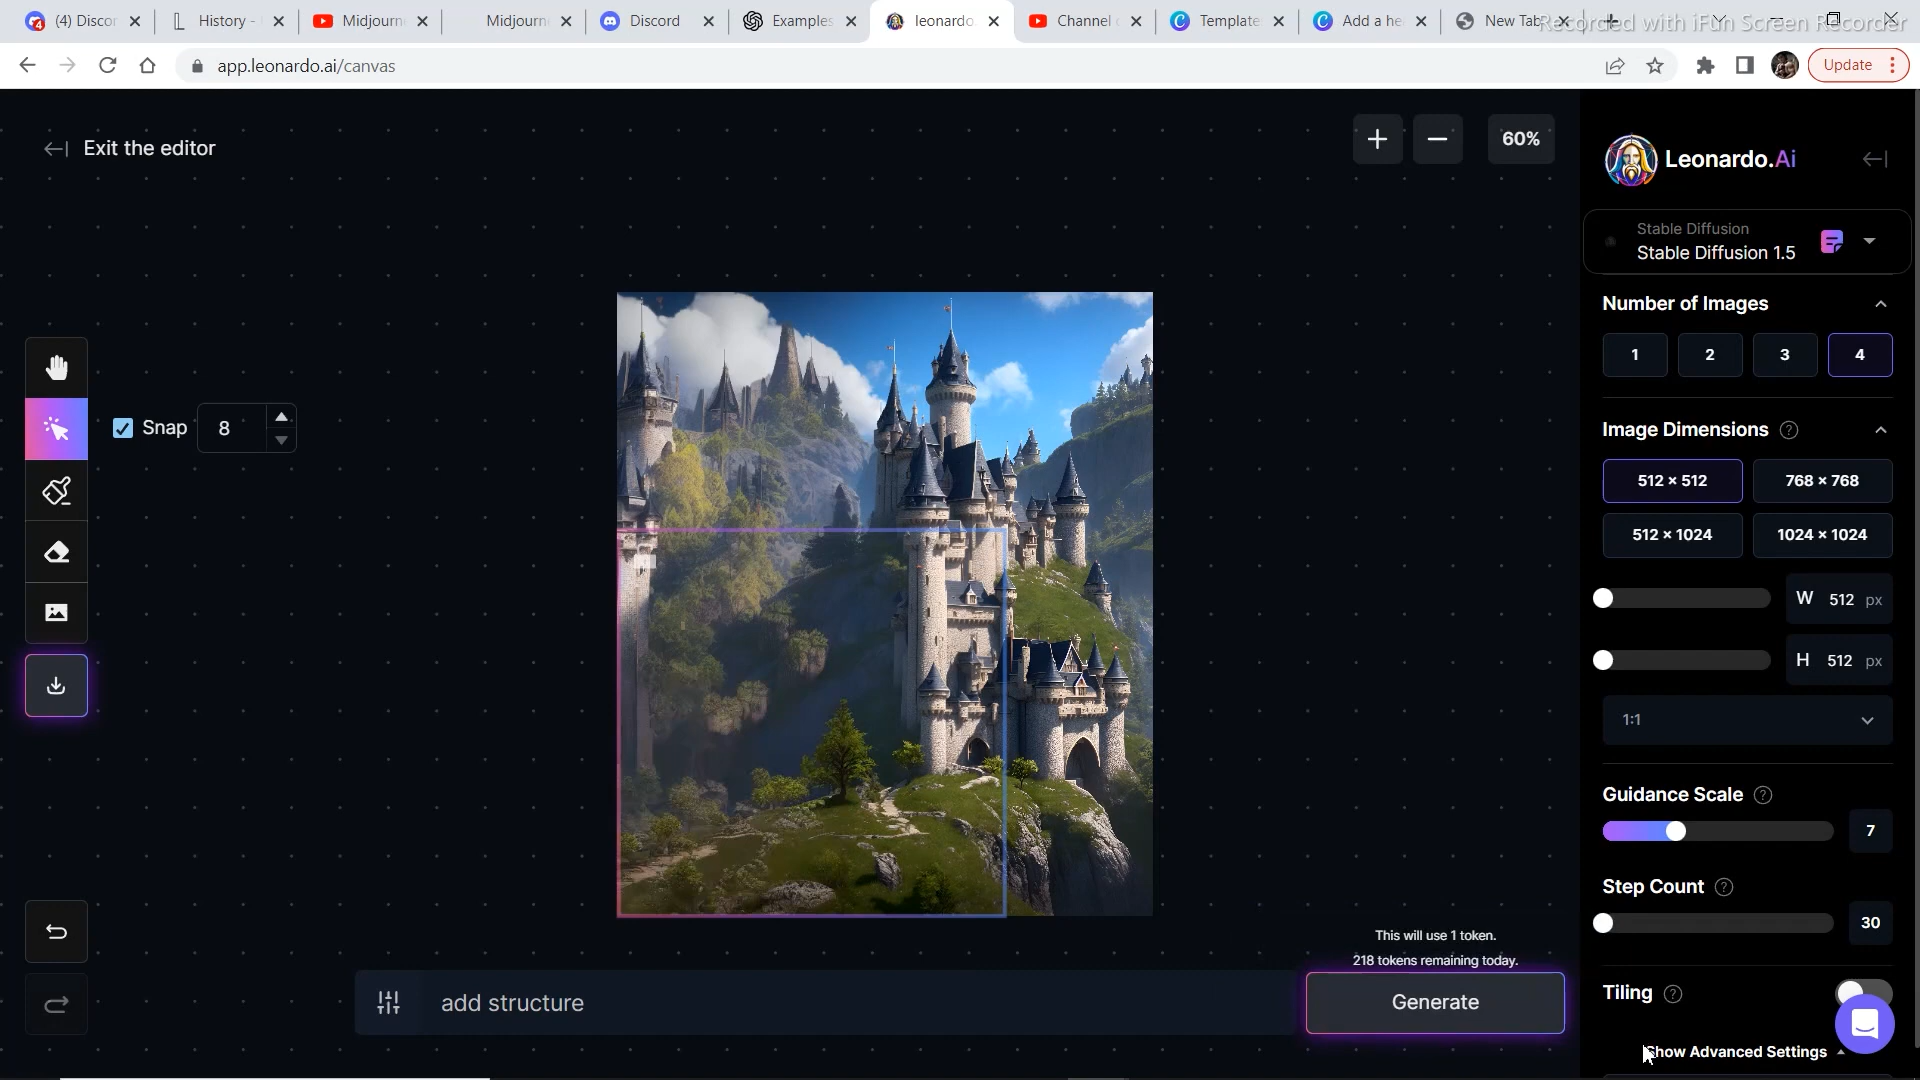 (4) Discor
History -
Midjourn
Midjourn
Discord
Examples
leonardo.
Channel
Template
Add a he
New Tab
Recorded with iFun Screen Recorder
app.leonardo.ai/canvas
Update
Exit the editor
60%
Leonardo.Ai
Stable Diffusion
Stable Diffusion 1.5
Number of Images
1 2 3 4
Snap 8
Image Dimensions ?
512 × 512 768 × 768
512 × 1024 1024 × 1024
W 512 px
H 512 px
1:1
Guidance Scale ?
7
Step Count ?
30
This will use 1 token.
218 tokens remaining today.
add structure
Generate
Tiling ?
Show Advanced Settings